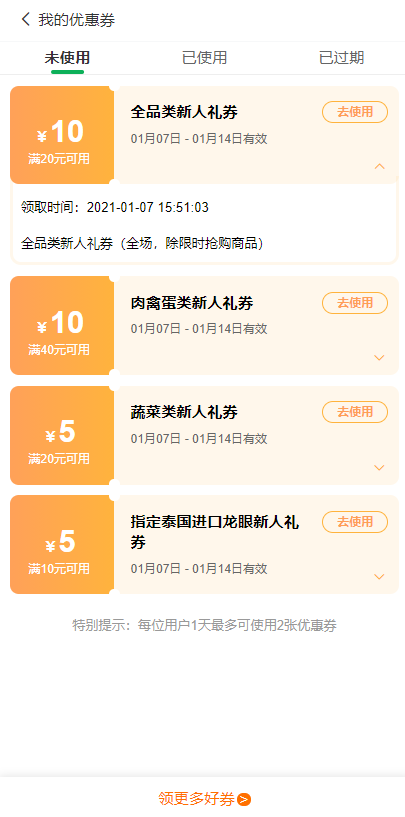 我的优惠券
未使用
已使用
已过期
¥10
满20元可用
全品类新人礼券
01月07日 - 01月14日有效
去使用
领取时间：2021-01-07 15:51:03
全品类新人礼券（全场，除限时抢购商品）
¥10
满40元可用
肉禽蛋类新人礼券
01月07日 - 01月14日有效
去使用
¥5
满20元可用
蔬菜类新人礼券
01月07日 - 01月14日有效
去使用
¥5
满10元可用
指定泰国进口龙眼新人礼
券
01月07日 - 01月14日有效
去使用
特别提示：每位用户1天最多可使用2张优惠券
领更多好券